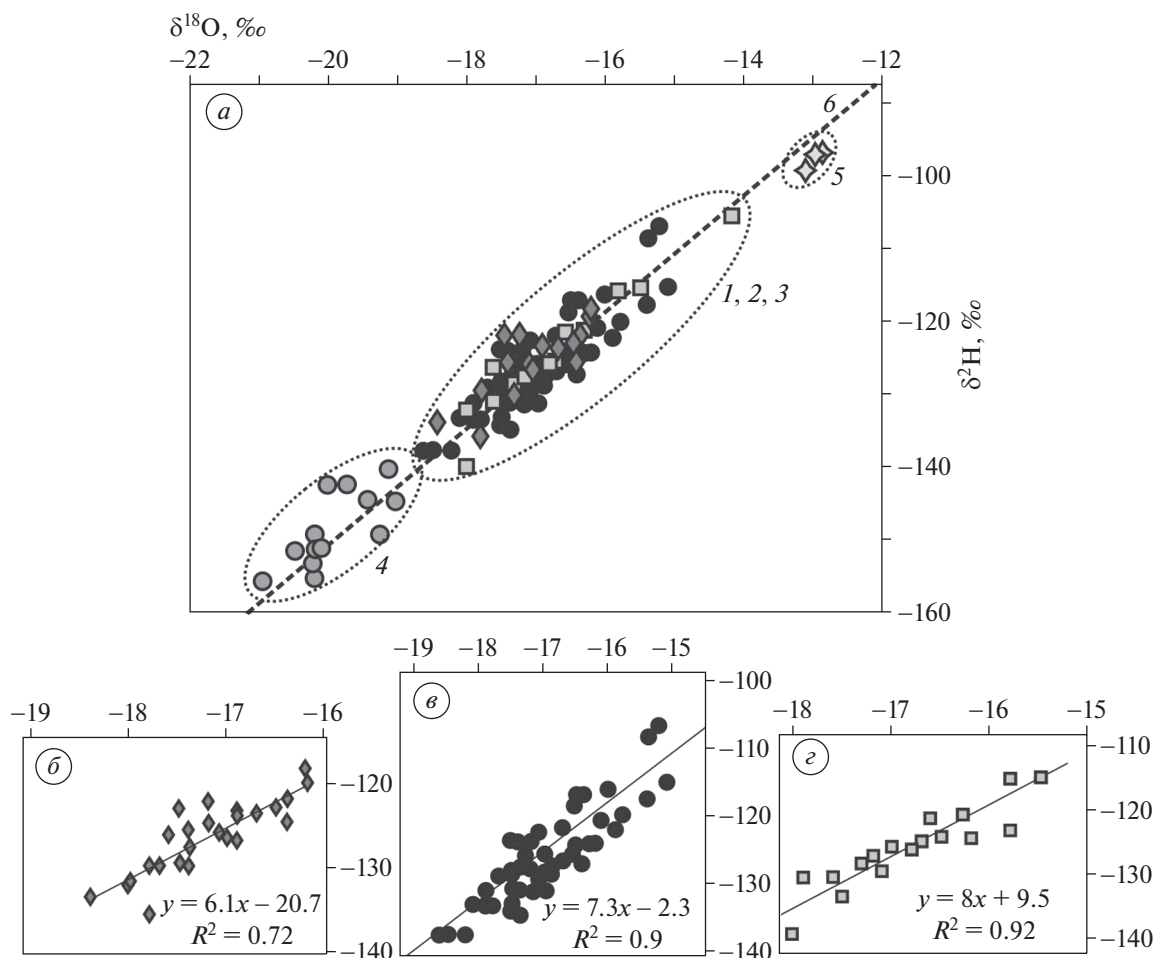 δ¹⁸O, ‰
−22 −20 −18 −16 −14 −12
а
6
5
−100
1, 2, 3
−120
δ²H, ‰
−140
4
−160
−19 −18 −17 −16
б
−120
−130
y = 6.1x − 20.7
R² = 0.72
−140
−19 −18 −17 −16 −15
−100
в
−110
−120
−130
y = 7.3x − 2.3
R² = 0.9
−140
−18 −17 −16 −15
г
−110
−120
−130
y = 8x + 9.5
R² = 0.92
−140